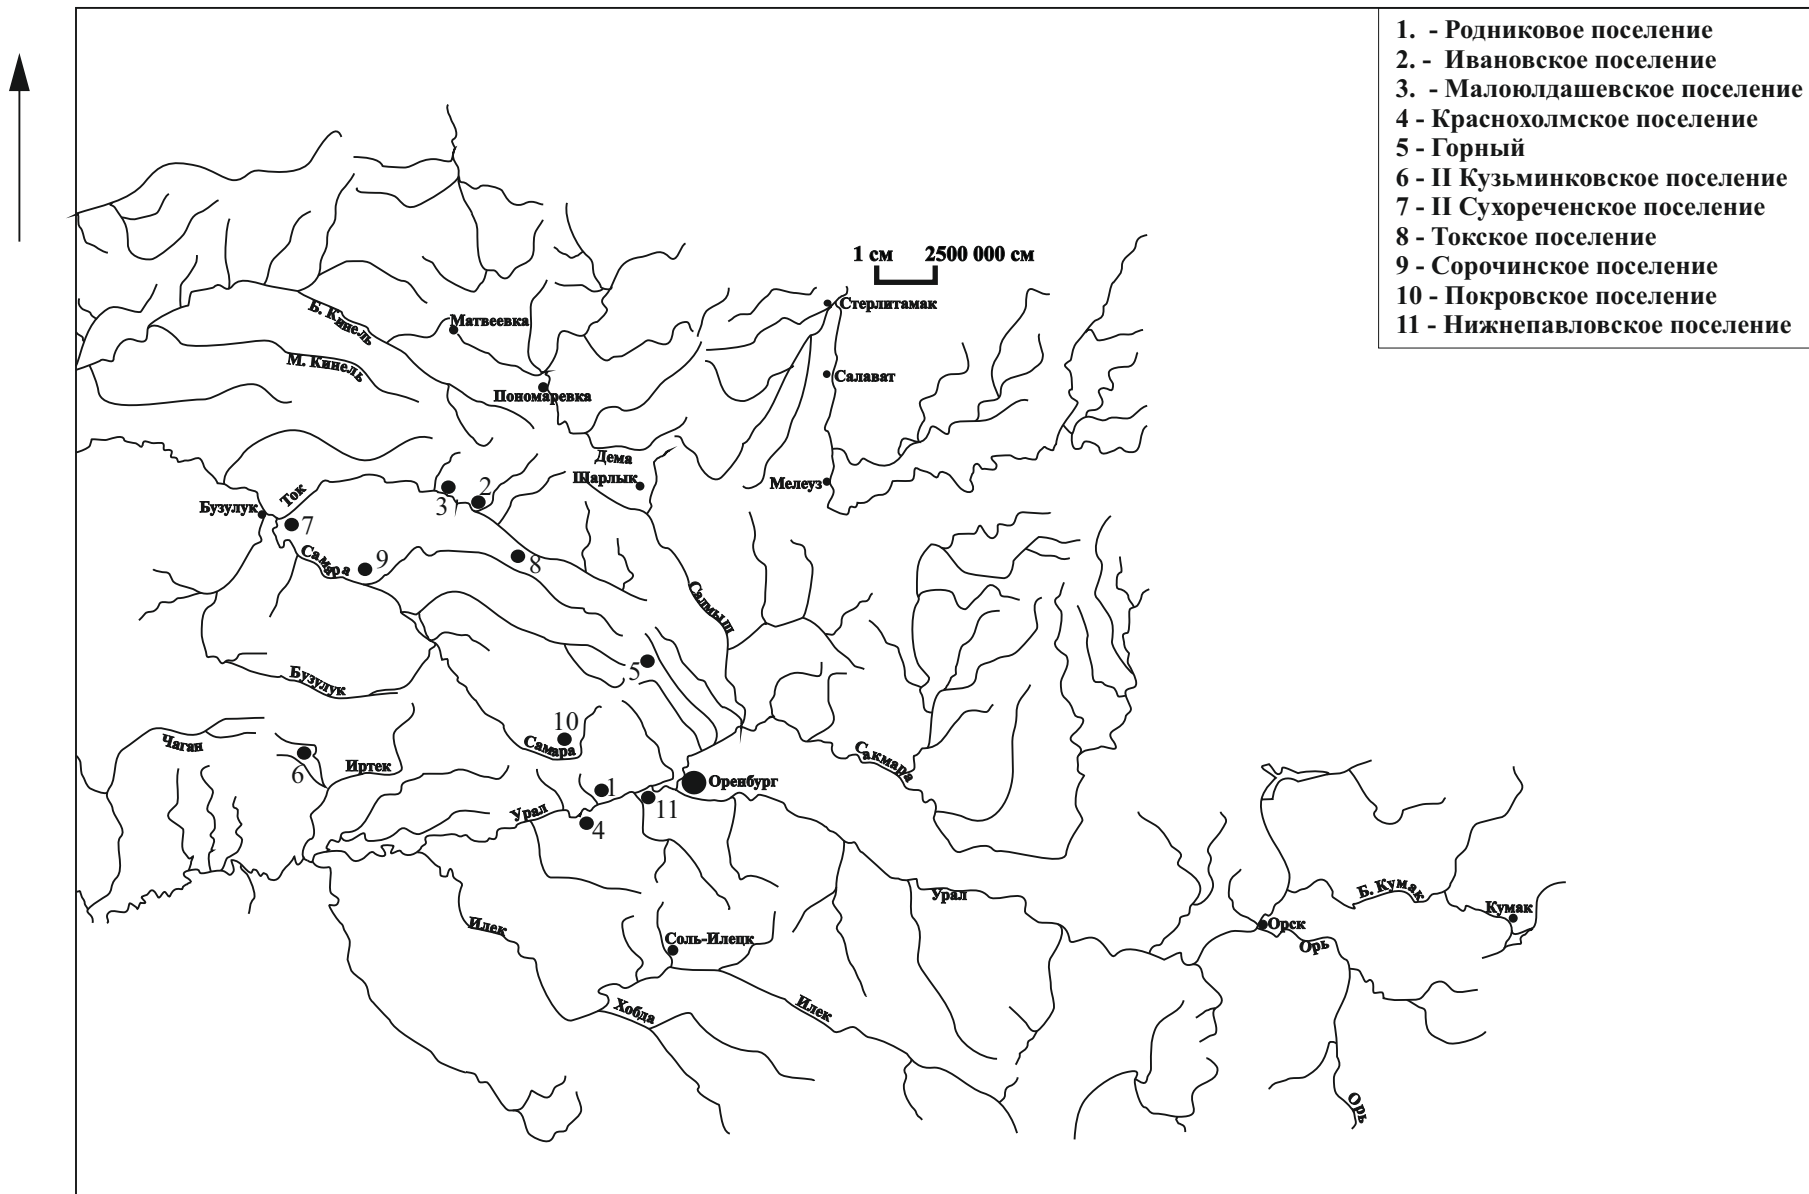 1. - Родниковое поселение
2. - Ивановское поселение
3. - Малоюлдашевское поселение
4 - Краснохолмское поселение
5 - Горный
6 - II Кузьминковское поселение
7 - II Сухореченское поселение
8 - Токское поселение
9 - Сорочинское поселение
10 - Покровское поселение
11 - Нижнепавловское поселение
1 см 2500 000 см
Стерлитамак
Б. Кинель
Матвеевка
М. Кинель
Салават
Пономаревка
Дема
Шарлык
Мелеуз
Ток
3
2
Бузулук
7
Самара
9
8
Салмыш
5
Бузулук
10
Чаган
Самара
6
Иртек
Сакмара
Оренбург
1
11
Урал
4
Урал
Б. Кумак
Кумак
Илек
Соль-Илецк
Орск
Орь
Хобда
Илек
Орь